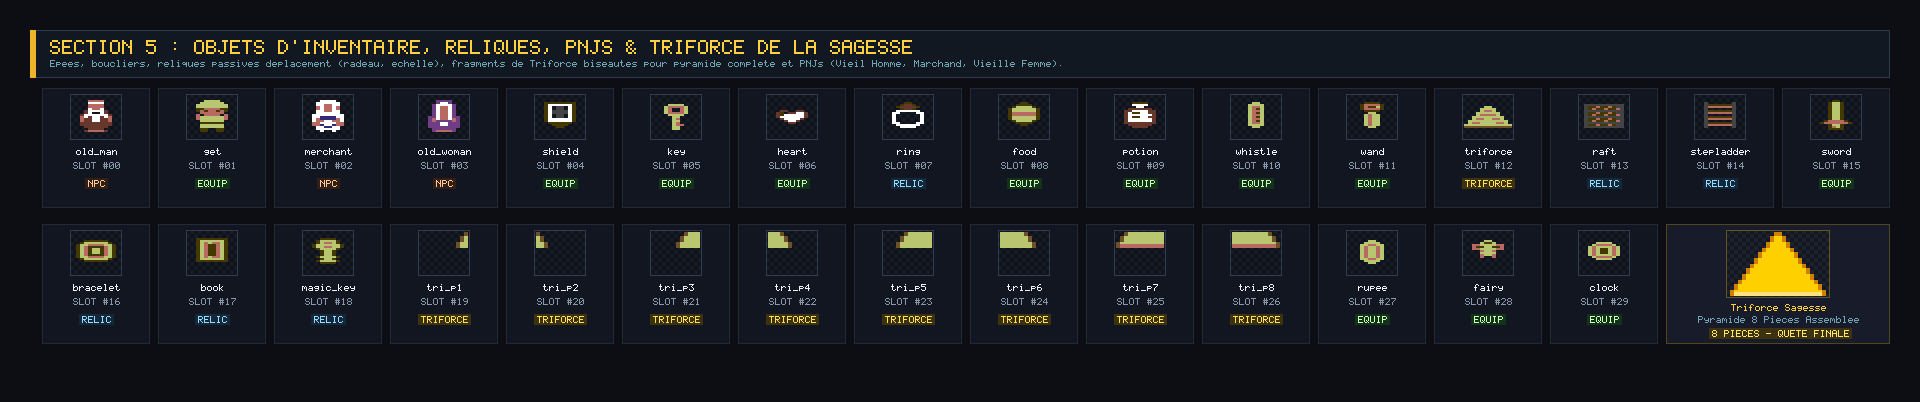 SECTION 5 : OBJETS D'INVENTAIRE, RELIQUES, PNJS & TRIFORCE DE LA SAGESSE
Epees, boucliers, reliques passives deplacement (radeau, echelle), fragments de Triforce biseautes pour pyramide complete et PNJs (Vieil Homme, Marchand, Vieille Femme).
old_man get merchant old_woman shield key heart ring food potion whistle wand triforce raft stepladder sword
SLOT #00 SLOT #01 SLOT #02 SLOT #03 SLOT #04 SLOT #05 SLOT #06 SLOT #07 SLOT #08 SLOT #09 SLOT #10 SLOT #11 SLOT #12 SLOT #13 SLOT #14 SLOT #15
NPC EQUIP NPC NPC EQUIP EQUIP EQUIP RELIC EQUIP EQUIP EQUIP EQUIP TRIFORCE RELIC RELIC EQUIP
bracelet book magic_key tri_p1 tri_p2 tri_p3 tri_p4 tri_p5 tri_p6 tri_p7 tri_p8 rupee fairy clock
SLOT #16 SLOT #17 SLOT #18 SLOT #19 SLOT #20 SLOT #21 SLOT #22 SLOT #23 SLOT #24 SLOT #25 SLOT #26 SLOT #27 SLOT #28 SLOT #29
RELIC RELIC RELIC TRIFORCE TRIFORCE TRIFORCE TRIFORCE TRIFORCE TRIFORCE TRIFORCE TRIFORCE EQUIP EQUIP EQUIP
Triforce Sagesse
Pyramide 8 Pieces Assemblee
8 PIECES - QUETE FINALE